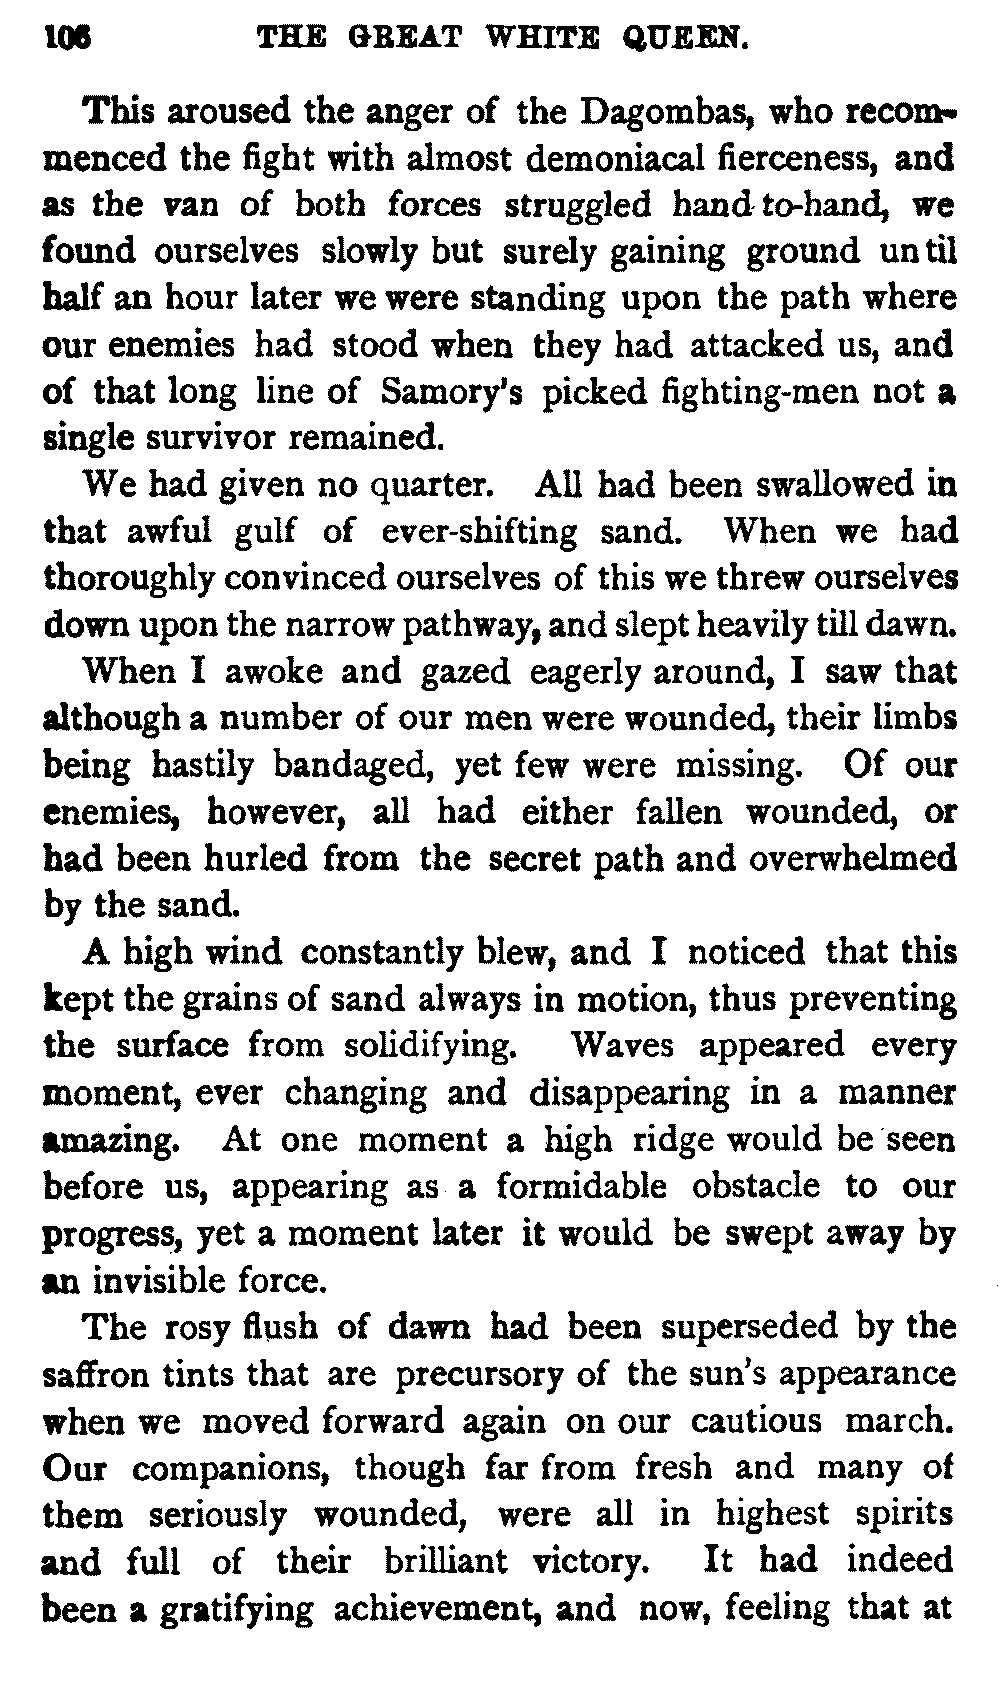 106 THE GREAT WHITE QUEEN.
This aroused the anger of the Dagombas, who recom-
menced the fight with almost demoniacal fierceness, and
as the van of both forces struggled hand-to-hand, we
found ourselves slowly but surely gaining ground until
half an hour later we were standing upon the path where
our enemies had stood when they had attacked us, and
of that long line of Samory's picked fighting-men not a
single survivor remained.
We had given no quarter. All had been swallowed in
that awful gulf of ever-shifting sand. When we had
thoroughly convinced ourselves of this we threw ourselves
down upon the narrow pathway, and slept heavily till dawn.
When I awoke and gazed eagerly around, I saw that
although a number of our men were wounded, their limbs
being hastily bandaged, yet few were missing. Of our
enemies, however, all had either fallen wounded, or
had been hurled from the secret path and overwhelmed
by the sand.
A high wind constantly blew, and I noticed that this
kept the grains of sand always in motion, thus preventing
the surface from solidifying. Waves appeared every
moment, ever changing and disappearing in a manner
amazing. At one moment a high ridge would be seen
before us, appearing as a formidable obstacle to our
progress, yet a moment later it would be swept away by
an invisible force.
The rosy flush of dawn had been superseded by the
saffron tints that are precursory of the sun's appearance
when we moved forward again on our cautious march.
Our companions, though far from fresh and many of
them seriously wounded, were all in highest spirits
and full of their brilliant victory. It had indeed
been a gratifying achievement, and now, feeling that at